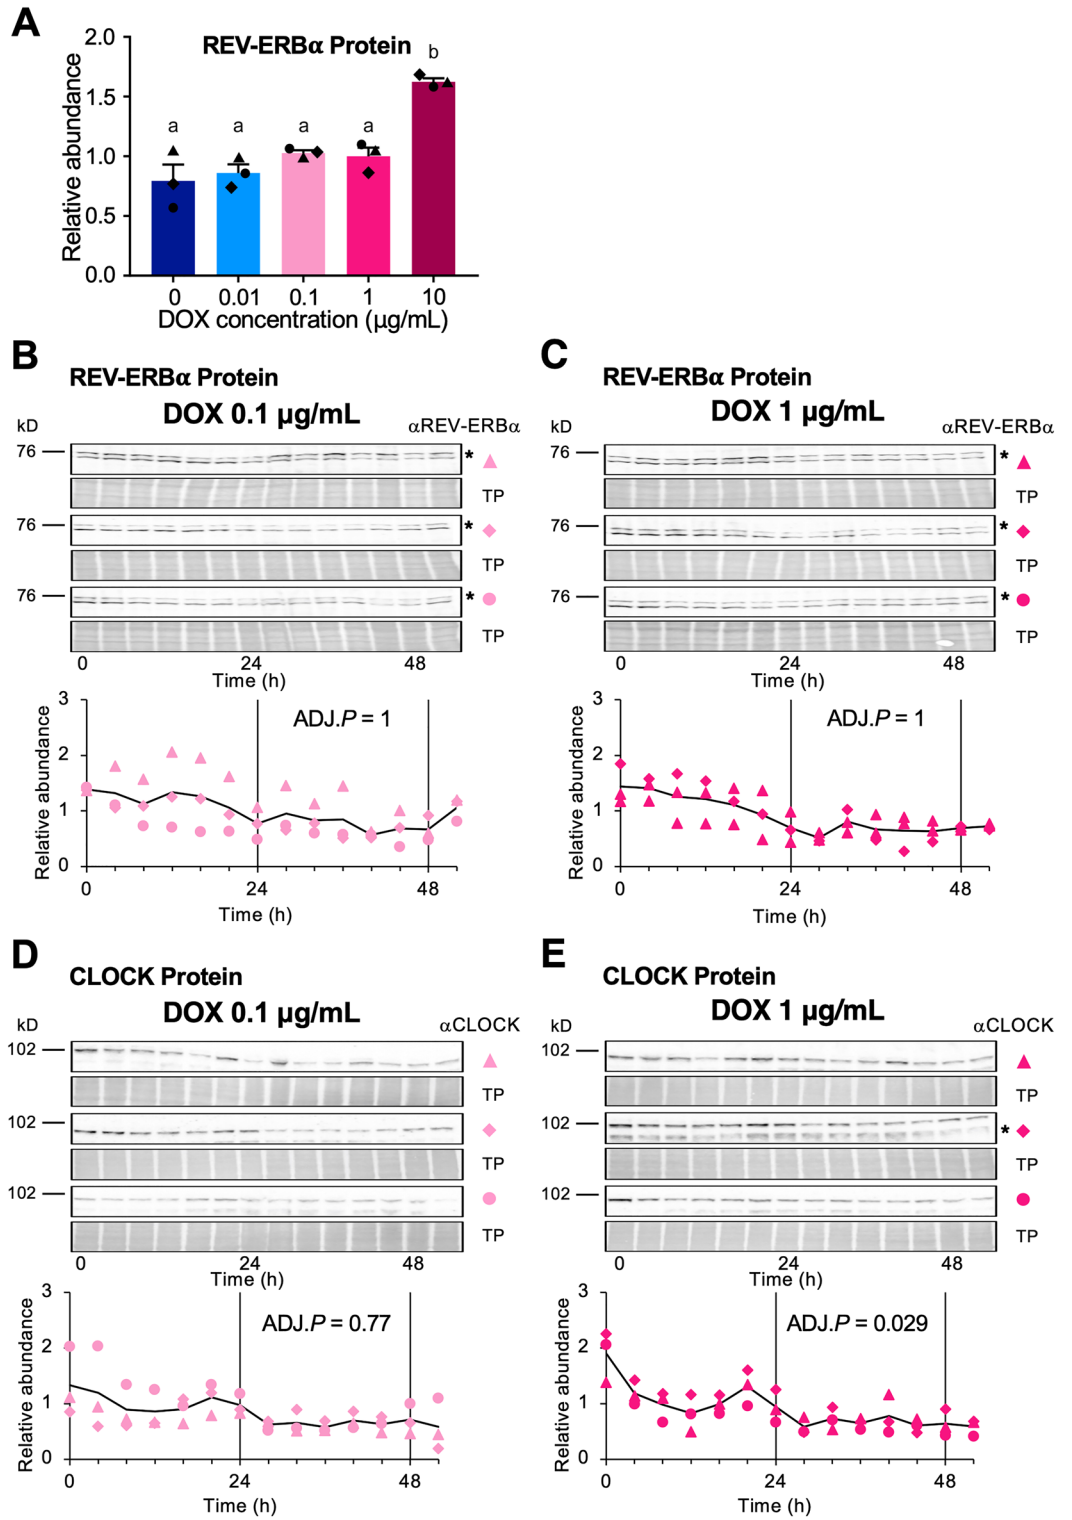 A
REV-ERBα Protein
Relative abundance
2.0
1.5
1.0
0.5
0.0
a
a
a
a
b
0 0.01 0.1 1 10
DOX concentration (µg/mL)
B
REV-ERBα Protein
DOX 0.1 µg/mL
kD
αREV-ERBα
76
*
TP
76
*
TP
76
*
TP
0 24 48
Time (h)
Relative abundance
3
2
1
0
ADJ.P = 1
0 24 48
Time (h)
C
REV-ERBα Protein
DOX 1 µg/mL
kD
αREV-ERBα
76
*
TP
76
*
TP
76
*
TP
0 24 48
Time (h)
Relative abundance
3
2
1
0
ADJ.P = 1
0 24 48
Time (h)
D
CLOCK Protein
DOX 0.1 µg/mL
kD
αCLOCK
102
TP
102
TP
102
TP
0 24 48
Time (h)
Relative abundance
3
2
1
0
ADJ.P = 0.77
0 24 48
Time (h)
E
CLOCK Protein
DOX 1 µg/mL
kD
αCLOCK
102
TP
102
*
TP
102
TP
0 24 48
Time (h)
Relative abundance
3
2
1
0
ADJ.P = 0.029
0 24 48
Time (h)